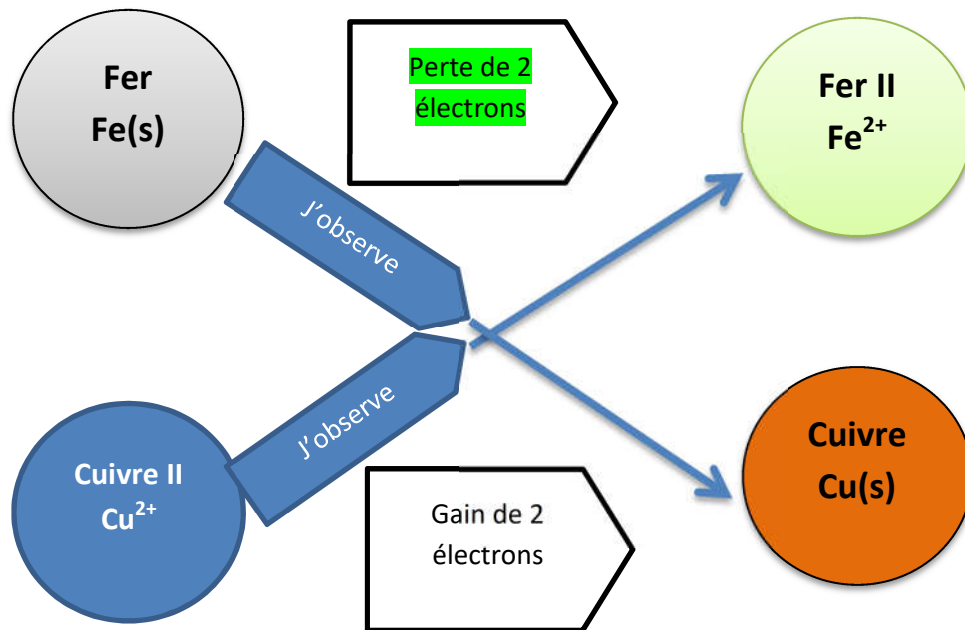 Fer
Fe(s)
Perte de 2
électrons
Fer II
Fe²⁺
J'observe
J'observe
Cuivre II
Cu²⁺
Gain de 2
électrons
Cuivre
Cu(s)